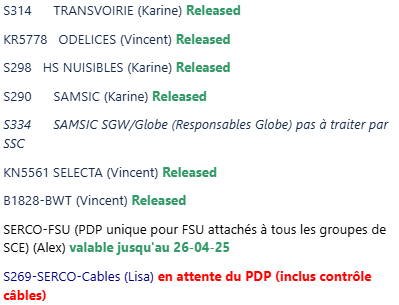 S314 TRANSVOIRIE (Karine) Released
KR5778 ODELICES (Vincent) Released
S298 HS NUISIBLES (Karine) Released
S290 SAMSIC (Karine) Released
S334 SAMSIC SGW/Globe (Responsables Globe) pas à traiter par
SSC
KN5561 SELECTA (Vincent) Released
B1828-BWT (Vincent) Released
SERCO-FSU (PDP unique pour FSU attachés à tous les groupes de
SCE) (Alex) valable jusqu'au 26-04-25
S269-SERCO-Cables (Lisa) en attente du PDP (inclus contrôle
câbles)